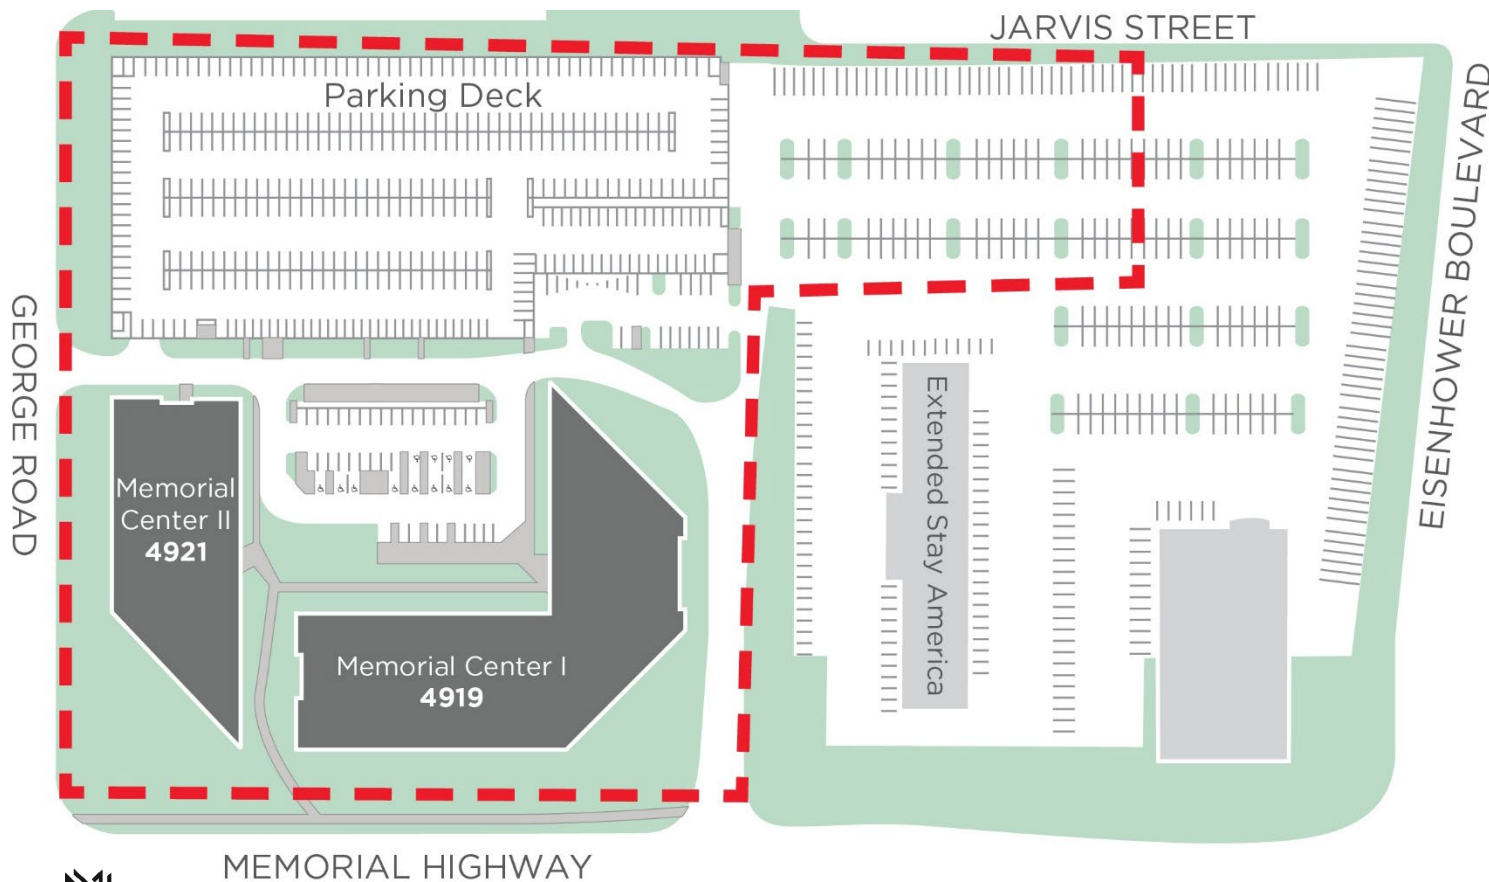 JARVIS STREET
Parking Deck
EISENHOWER BOULEVARD
GEORGE ROAD
Extended Stay America
Memorial
Center II
4921
Memorial Center I
4919
MEMORIAL HIGHWAY